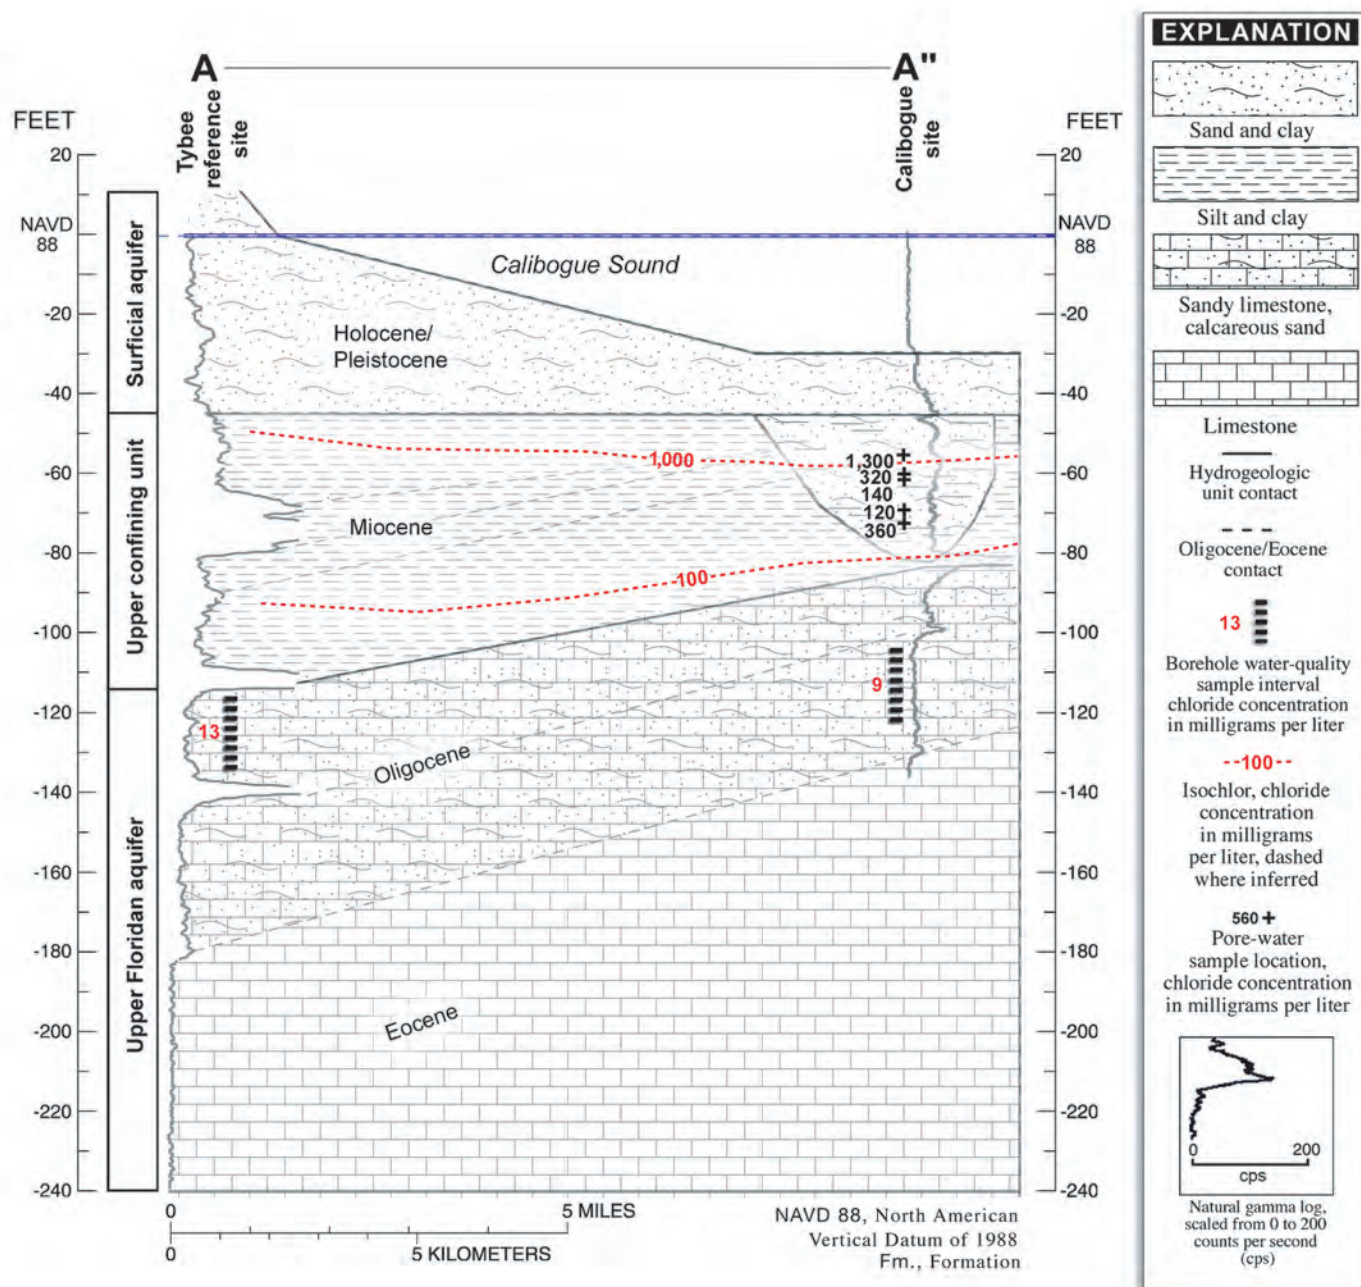 A
A"
Tybee
reference
site
Calibogue
site
FEET
20
NAVD
88
-20
-40
-60
-80
-100
-120
-140
-160
-180
-200
-220
-240
Surficial aquifer
Upper confining unit
Upper Floridan aquifer
Calibogue Sound
Holocene/
Pleistocene
1,000
1,300
320
140
120
360
Miocene
100
13
9
Oligocene
Eocene
FEET
20
NAVD
88
-20
-40
-60
-80
-100
-120
-140
-160
-180
-200
-220
-240
0 5 MILES
0 5 KILOMETERS
NAVD 88, North American
Vertical Datum of 1988
Fm., Formation
EXPLANATION
Sand and clay
Silt and clay
Sandy limestone,
calcareous sand
Limestone
Hydrogeologic
unit contact
Oligocene/Eocene
contact
13
Borehole water-quality
sample interval
chloride concentration
in milligrams per liter
--100--
Isochlor, chloride
concentration
in milligrams
per liter, dashed
where inferred
560 +
Pore-water
sample location,
chloride concentration
in milligrams per liter
0 200
cps
Natural gamma log,
scaled from 0 to 200
counts per second
(cps)